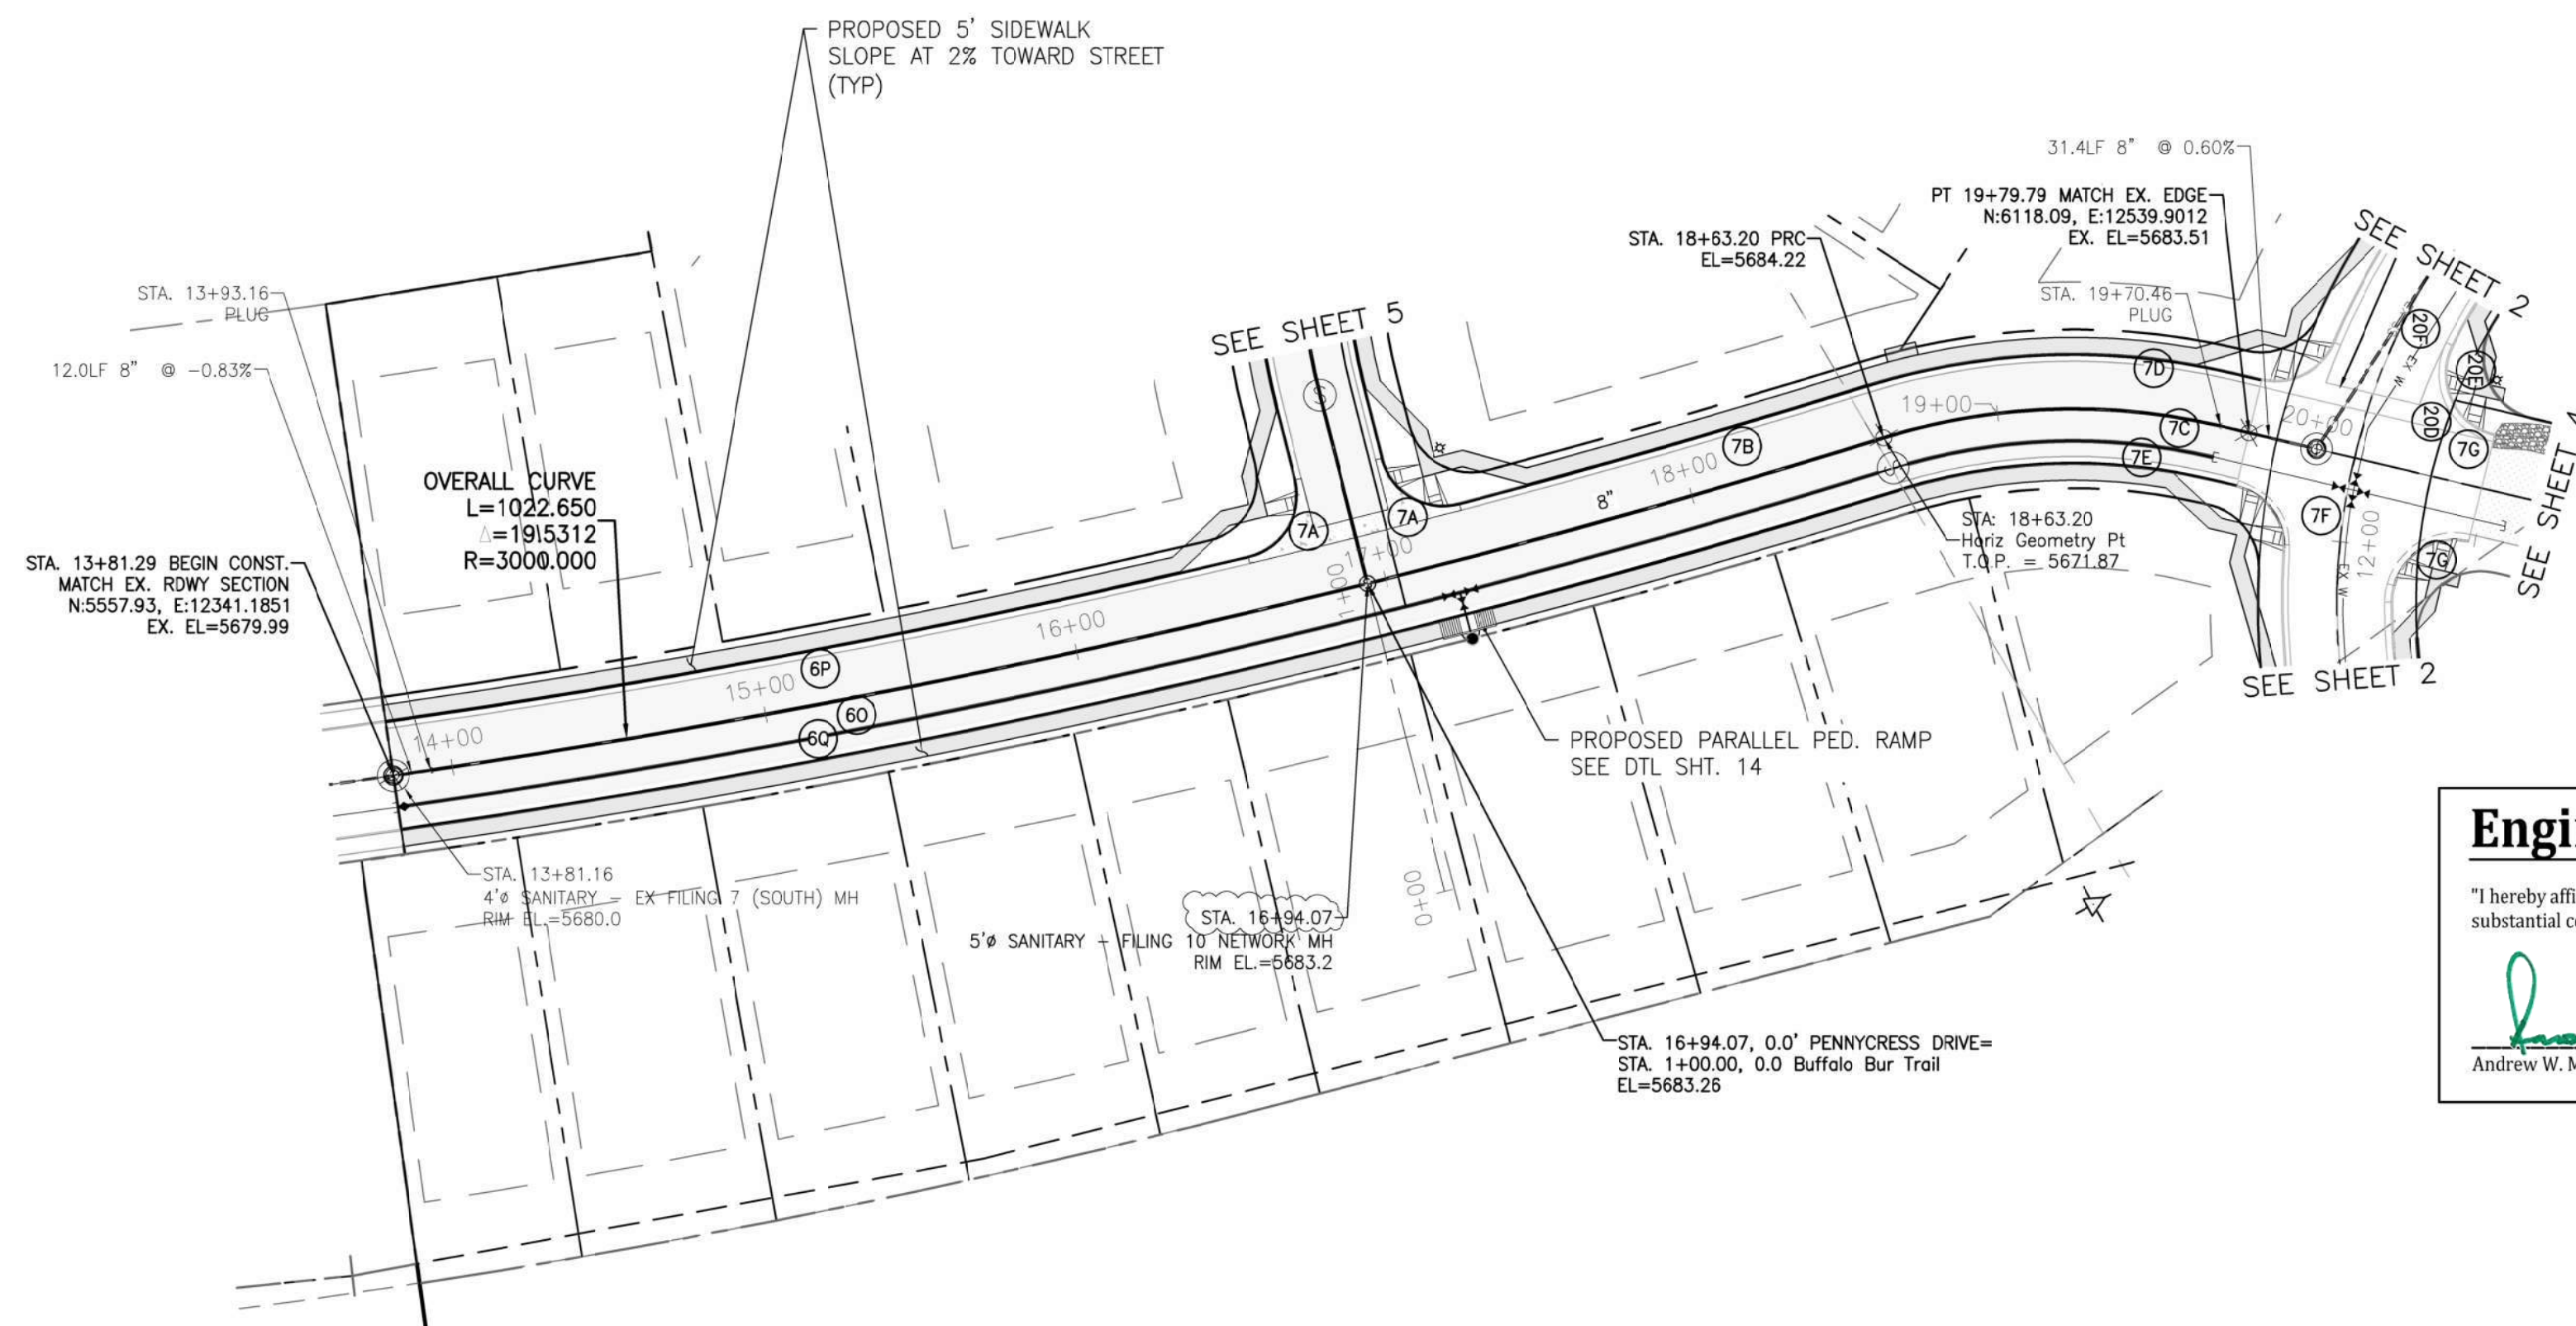 PROPOSED 5' SIDEWALK
SLOPE AT 2% TOWARD STREET
(TYP)
31.4LF 8" @ 0.60%
PT 19+79.79 MATCH EX. EDGE
N:6118.09, E:12539.9012
EX. EL=5683.51
STA. 18+63.20 PRC
EL=5684.22
STA. 19+70.46
PLUG
SEE SHEET 2
STA. 13+93.16
PLUG
12.0LF 8" @ -0.83%
SEE SHEET 5
S
OVERALL CURVE
L=1022.650
Δ=19\5312
R=3000.000
STA. 13+81.29 BEGIN CONST.
MATCH EX. RDWY SECTION
N:5557.93, E:12341.1851
EX. EL=5679.99
14+00
15+00
16+00
17+00
18+00
19+00
20+00
12+00
1+00
0+00
6P
6O
6Q
7A
7A
7B
7C
7D
7E
7F
7G
7G
20D
20E
20F
8"
S
E
EX W
EX W
SEE SHEET 4
SEE SHEET 2
STA: 18+63.20
Horiz Geometry Pt
T.O.P. = 5671.87
PROPOSED PARALLEL PED. RAMP
SEE DTL SHT. 14
STA. 13+81.16
4'ø SANITARY - EX FILING 7 (SOUTH) MH
RIM EL.=5680.0
STA. 16+94.07
5'ø SANITARY - FILING 10 NETWORK MH
RIM EL.=5683.2
STA. 16+94.07, 0.0' PENNYCRESS DRIVE=
STA. 1+00.00, 0.0 Buffalo Bur Trail
EL=5683.26
Engi
"I hereby affi
substantial c
Andrew W. M